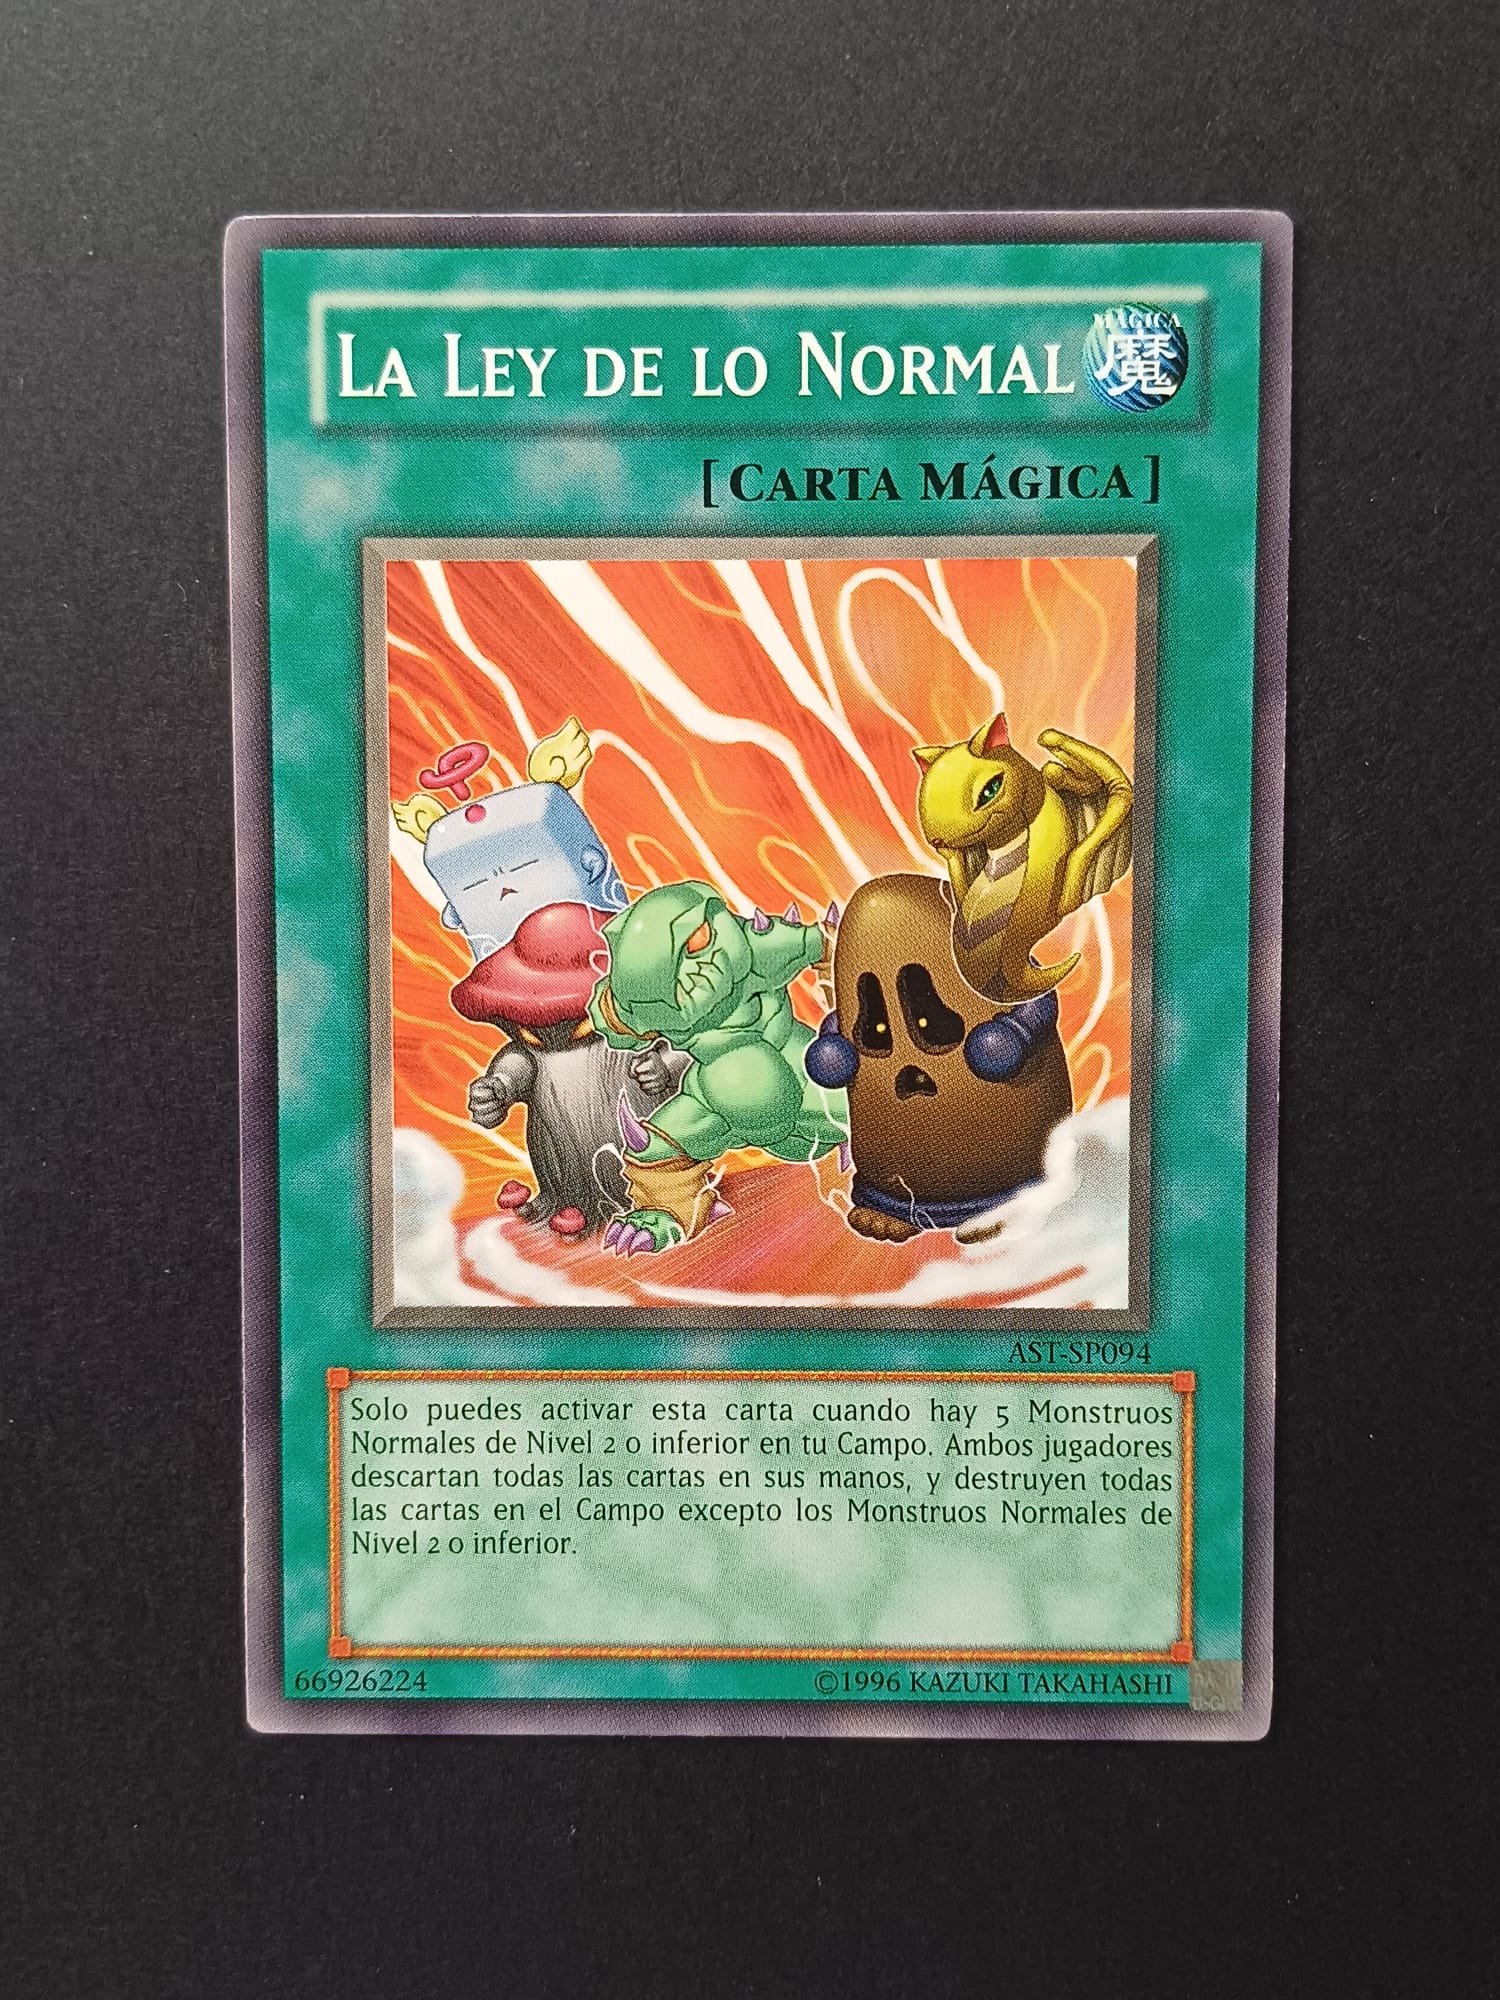 LA LEY DE LO NORMAL
MÁGICA
魔
[CARTA MÁGICA]
AST-SP094
Solo puedes activar esta carta cuando hay 5 Monstruos
Normales de Nivel 2 o inferior en tu Campo. Ambos jugadores
descartan todas las cartas en sus manos, y destruyen todas
las cartas en el Campo excepto los Monstruos Normales de
Nivel 2 o inferior.
66926224
©1996 KAZUKI TAKAHASHI